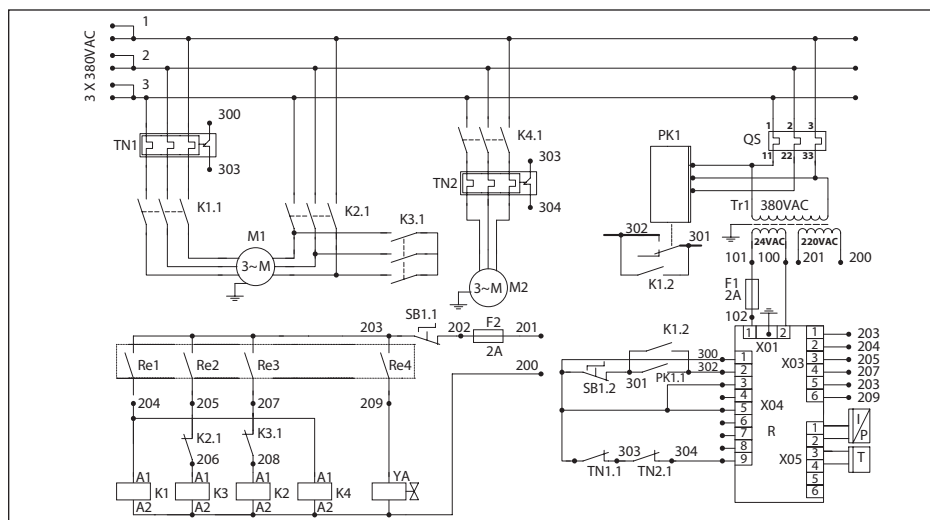 3 X 380VAC
1
2
3
300
TN1
303
K1.1
M1
3~M
K2.1
K3.1
K4.1
303
TN2
304
3~M
M2
PK1
302
301
K1.2
1 2 3
QS
11 22 33
Tr1
380VAC
24VAC
220VAC
101
100
201
200
F1
2A
102
203
SB1.1
202
F2
2A
201
200
Re1
Re2
Re3
Re4
204
205
207
209
K2.1
K3.1
206
208
A1
K1
A2
A1
K3
A2
A1
K2
A2
A1
K4
A2
YA
K1.2
300
302
SB1.2
301
PK1.1
TN1.1
303
TN2.1
304
1 2
X01
X03
1
2
3
4
5
6
203
204
205
207
203
209
1
2
3
4
5
6
7
8
9
X04
R
X05
1
2
3
4
5
6
I/P
T